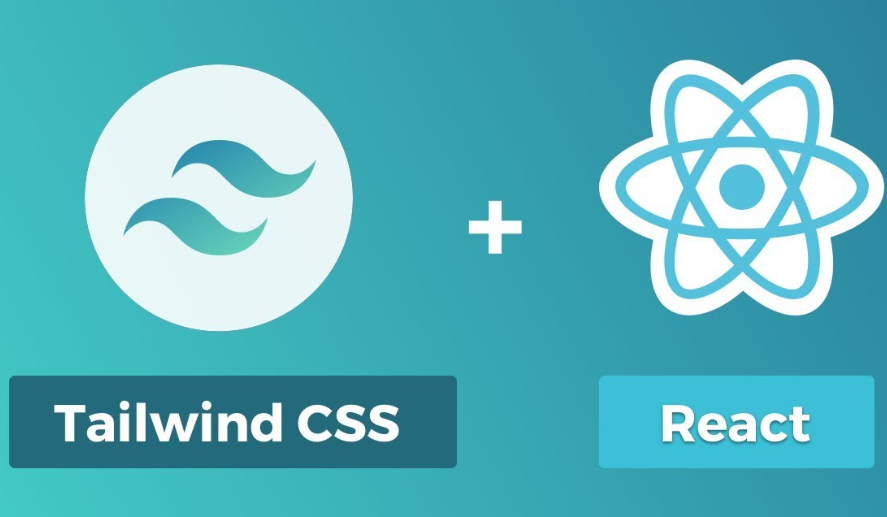 +
Tailwind CSS
React